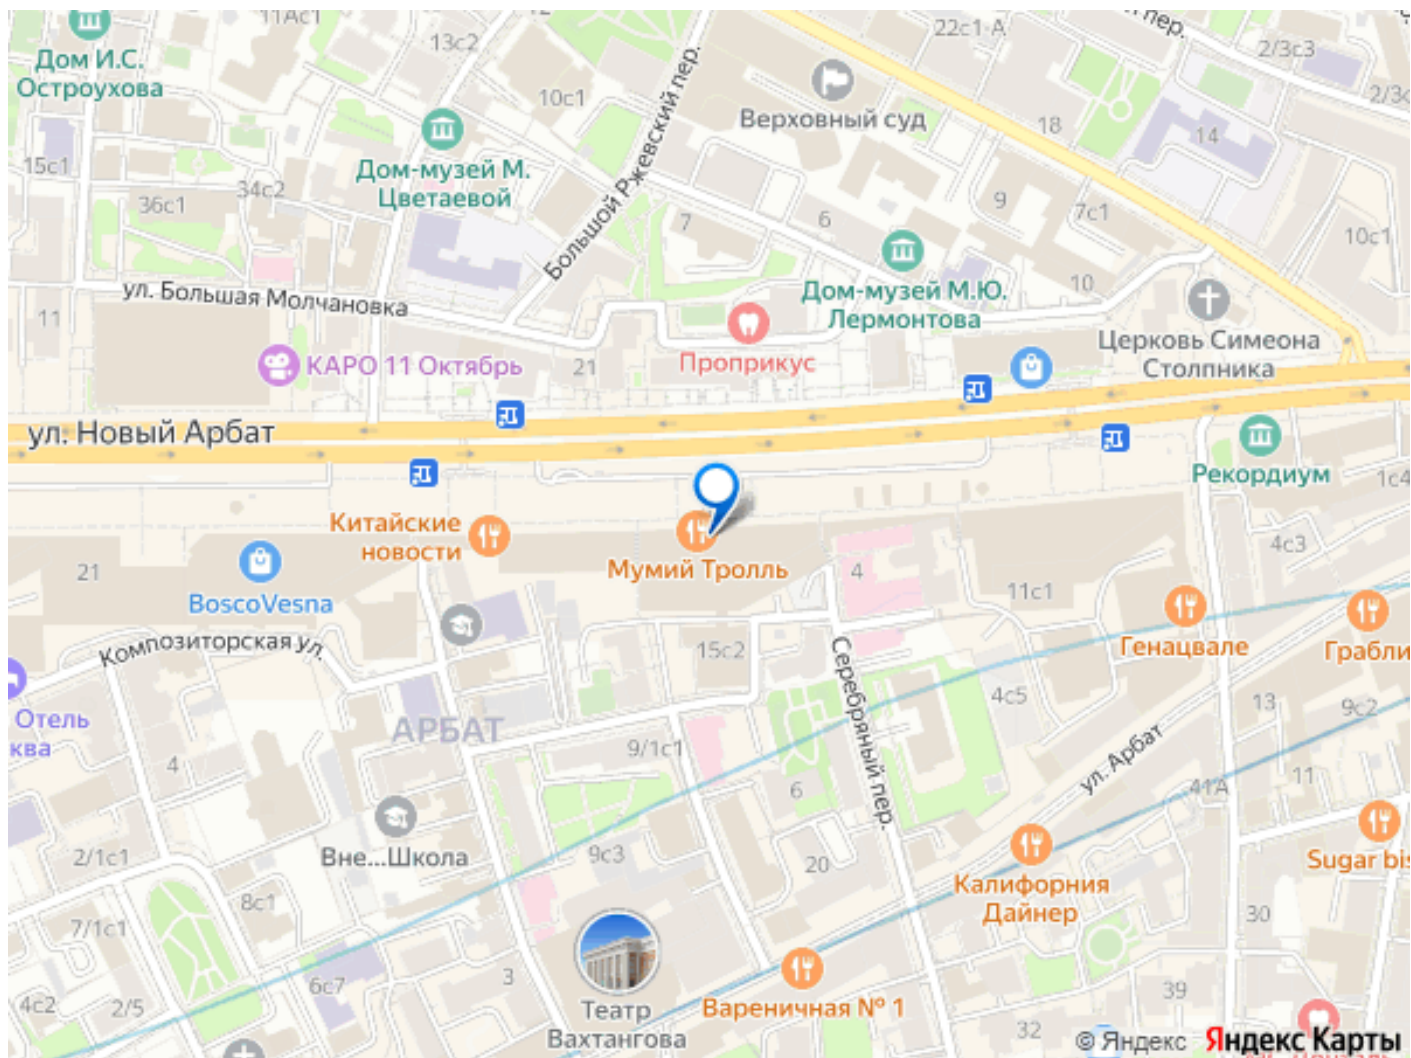 11Ас1
12
13с2
22с1-А
пер.
2/3с3
Дом И.С.
Остроухова
10с1
Большой Ржевский пер.
Верховный суд
18
14
15с1
Дом-музей М.
Цветаевой
34с2
36с1
7
6
9
7с1
10с1
ул. Большая Молчановка
11
Дом-музей М.Ю.
Лермонтова
10
Церковь Симеона
Столпника
КАРО 11 Октябрь
21
Проприкус
ул. Новый Арбат
Рекордиум
1с4
Китайские
новости
Мумий Тролль
21
BoscoVesna
4
4с3
11с1
Генацвале
Грабли
Композиторская ул.
15с2
Серебряный пер.
Отель
ква
АРБАТ
4с5
13
9с2
9/1с1
ул. Арбат
4
6
41А
11
Вне...Школа
2/1с1
9с3
20
Калифорния
Дайнер
Sugar bis
8с1
7/1с1
30
6с7
3
4с2
2/5
Театр
Вахтангова
Вареничная № 1
39
32
© Яндекс Яндекс Карты